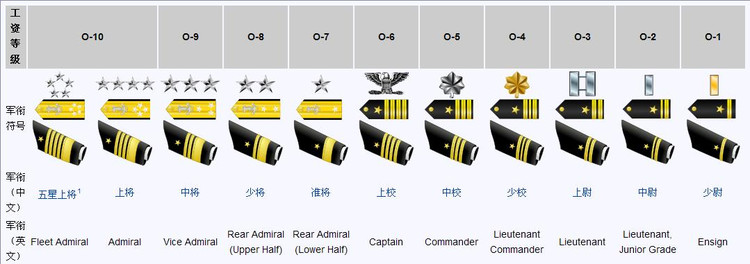 工资等级 O-10 O-9 O-8 O-7 O-6 O-5 O-4 O-3 O-2 O-1
军衔符号
军衔（中文） 五星上将1 上将 中将 少将 准将 上校 中校 少校 上尉 中尉 少尉
军衔（英文） Fleet Admiral Admiral Vice Admiral Rear Admiral (Upper Half) Rear Admiral (Lower Half) Captain Commander Lieutenant Commander Lieutenant Lieutenant, Junior Grade Ensign